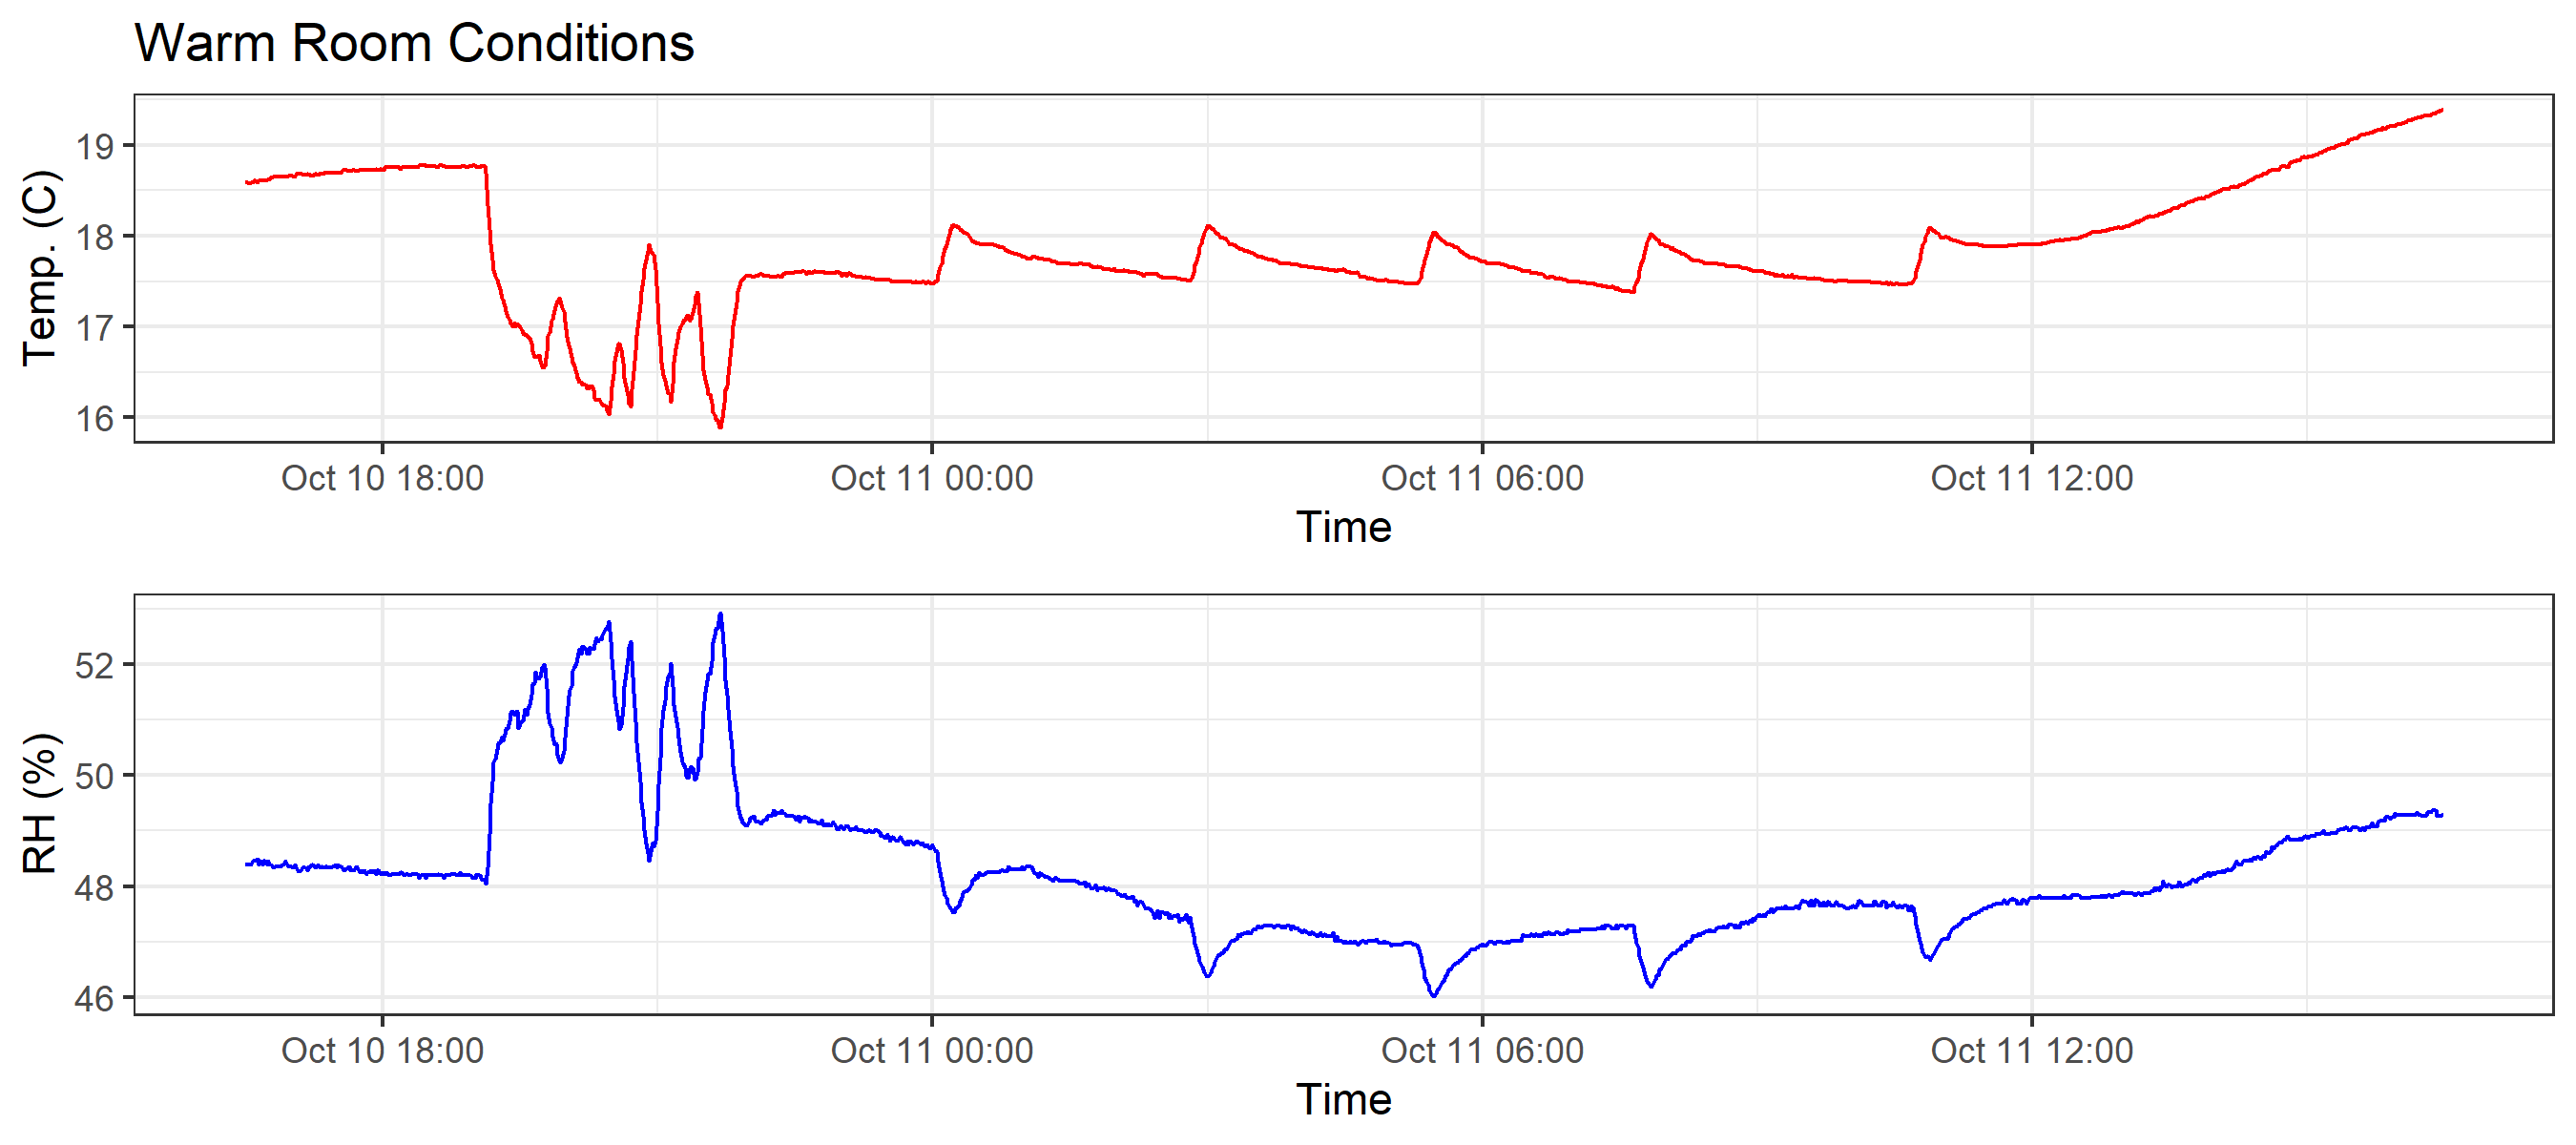 Warm Room Conditions
Temp. (C)
19
18
17
16
Oct 10 18:00 Oct 11 00:00 Oct 11 06:00 Oct 11 12:00
Time
RH (%)
52
50
48
46
Oct 10 18:00 Oct 11 00:00 Oct 11 06:00 Oct 11 12:00
Time